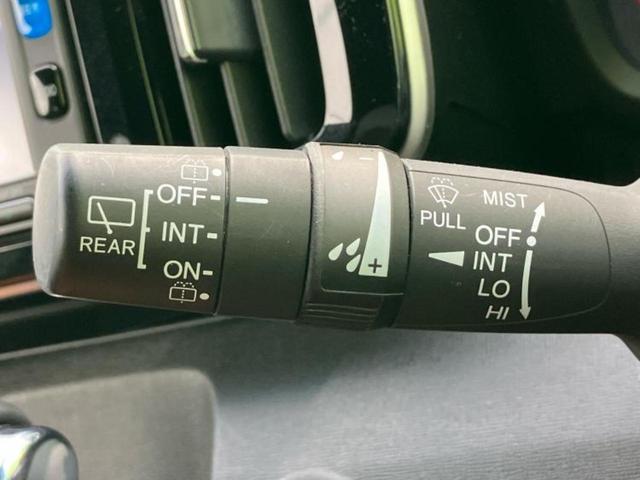 OFF
INT
ON
REAR
-
+
PULL
MIST
OFF
INT
LO
HI